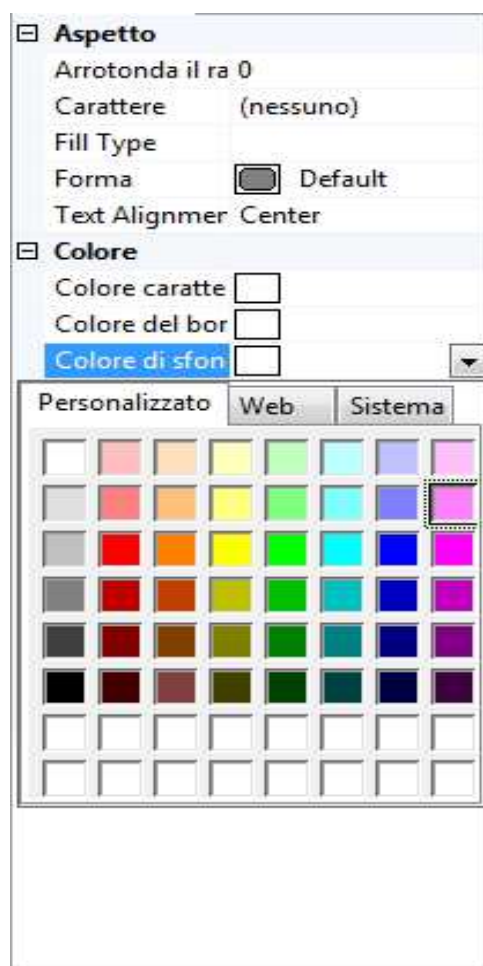 Aspetto
Arrotonda il ra 0
Carattere (nessuno)
Fill Type
Forma Default
Text Alignmer Center
Colore
Colore caratte
Colore del bor
Colore di sfon
Personalizzato Web Sistema